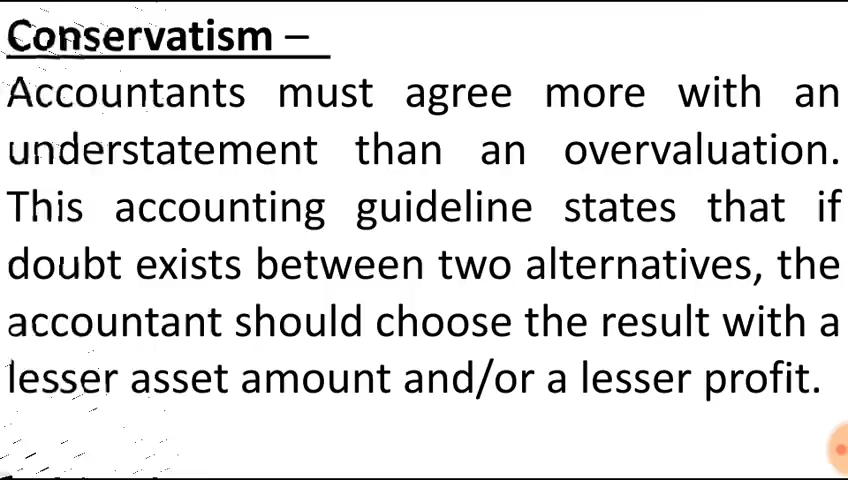 Conservatism –
Accountants must agree more with an
understatement than an overvaluation.
This accounting guideline states that if
doubt exists between two alternatives, the
accountant should choose the result with a
lesser asset amount and/or a lesser profit.